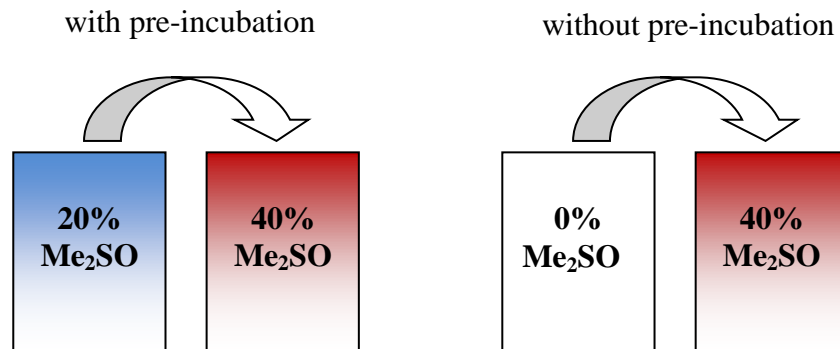 with pre-incubation
without pre-incubation
20%
Me₂SO
40%
Me₂SO
0%
Me₂SO
40%
Me₂SO